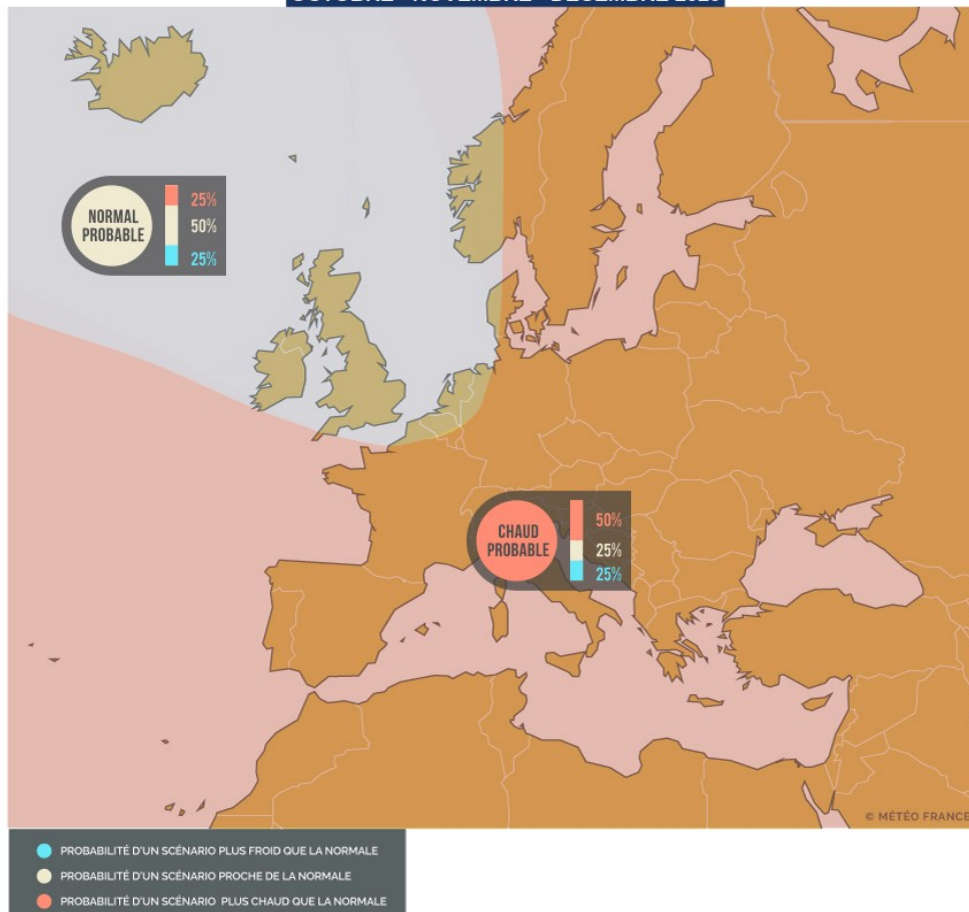 NORMAL
PROBABLE
25%
50%
25%
CHAUD
PROBABLE
50%
25%
25%
© MÉTÉO FRANCE
PROBABILITÉ D'UN SCÉNARIO PLUS FROID QUE LA NORMALE
PROBABILITÉ D'UN SCÉNARIO PROCHE DE LA NORMALE
PROBABILITÉ D'UN SCÉNARIO PLUS CHAUD QUE LA NORMALE